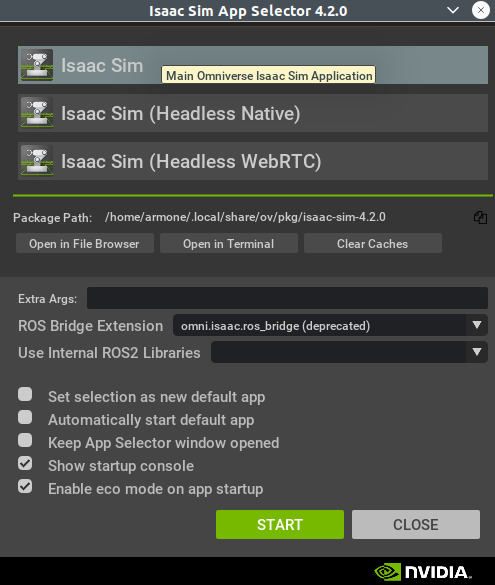 Isaac Sim App Selector 4.2.0
Isaac Sim
Main Omniverse Isaac Sim Application
Isaac Sim (Headless Native)
Isaac Sim (Headless WebRTC)
Package Path: /home/armone/.local/share/ov/pkg/isaac-sim-4.2.0
Open in File Browser Open in Terminal Clear Caches
Extra Args:
ROS Bridge Extension omni.isaac.ros_bridge (deprecated)
Use Internal ROS2 Libraries
Set selection as new default app
Automatically start default app
Keep App Selector window opened
Show startup console
Enable eco mode on app startup
START CLOSE
NVIDIA.